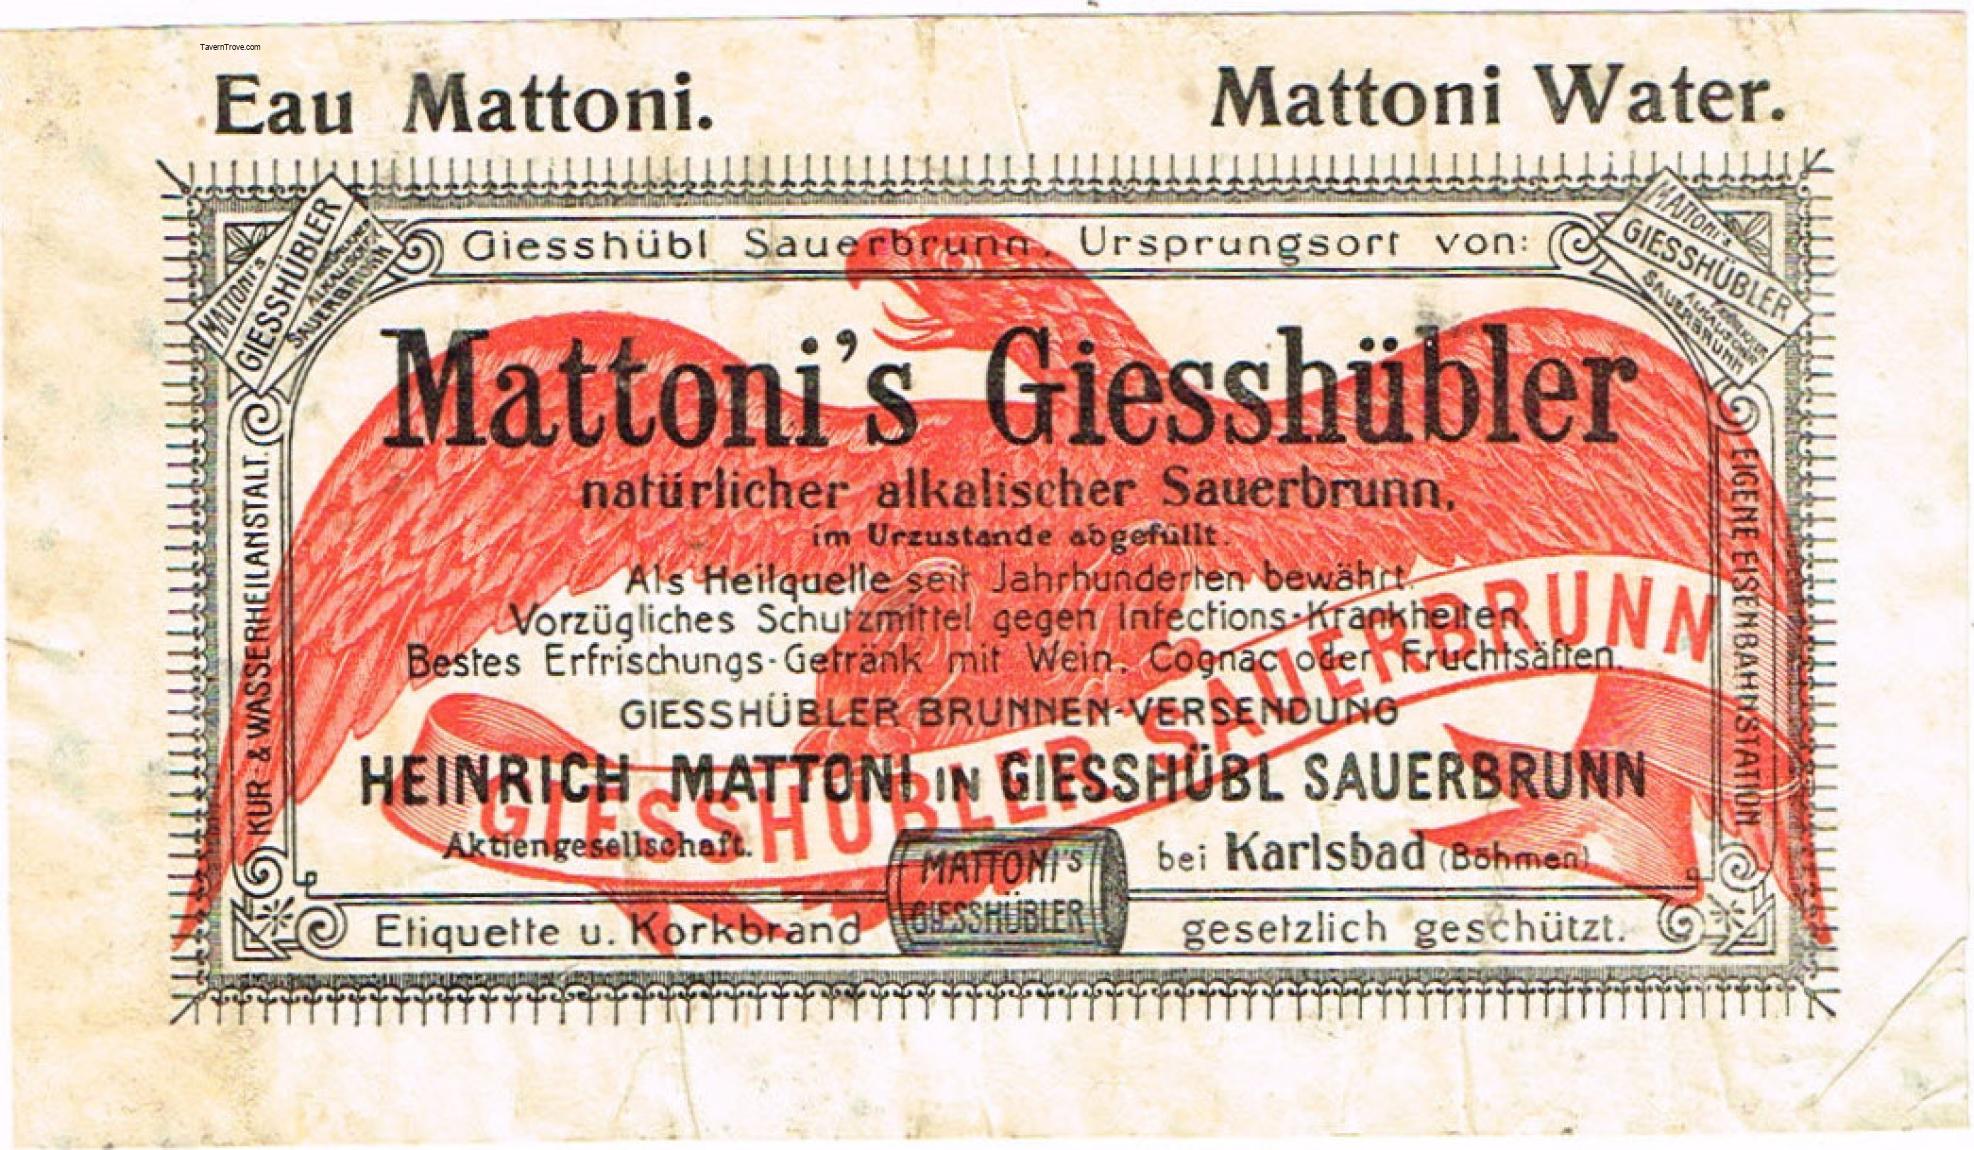 TavernTrove.com
Eau Mattoni.
Mattoni Water.
MATTONI'S
GIESSHÜBLER
ALKALISCHER
SAUERBRUNN
Giesshübl Sauerbrunn, Ursprungsort von:
MATTONI'S
GIESSHÜBLER
ALKALISCHER
SAUERBRUNN
Mattoni's Giesshübler
natürlicher alkalischer Sauerbrunn,
im Urzustande abgefüllt.
Als Heilquelle seit Jahrhunderten bewährt.
Vorzügliches Schutzmittel gegen Infections-Krankheiten.
Bestes Erfrischungs-Getränk mit Wein, Cognac oder Fruchtsäften.
GIESSHÜBLER BRUNNEN-VERSENDUNG
HEINRICH MATTONI IN GIESSHÜBL SAUERBRUNN
Aktiengesellschaft.
bei Karlsbad (Böhmen)
GIESSHÜBLER SAUERBRUNN
KUR- & WASSERHEILANSTALT.
EIGENE EISENBAHNSTATION
Etiquette u. Korkbrand
MATTONI'S
GIESSHÜBLER
gesetzlich geschützt.